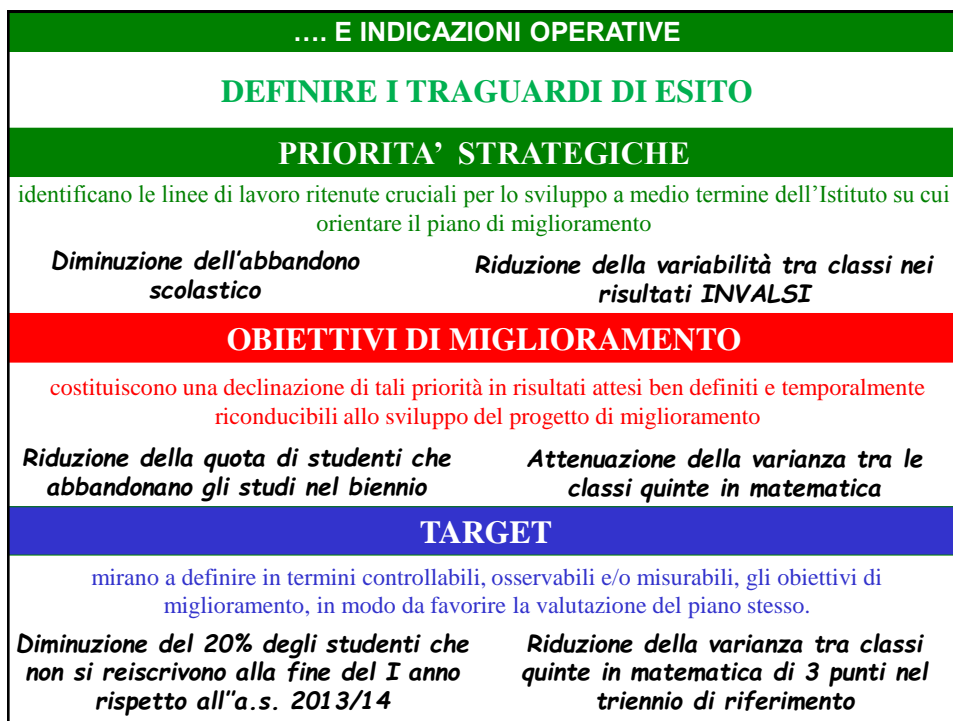 …. E INDICAZIONI OPERATIVE
DEFINIRE I TRAGUARDI DI ESITO
PRIORITA’ STRATEGICHE
identificano le linee di lavoro ritenute cruciali per lo sviluppo a medio termine dell’Istituto su cui
orientare il piano di miglioramento
Diminuzione dell’abbandono
scolastico
Riduzione della variabilità tra classi nei
risultati INVALSI
OBIETTIVI DI MIGLIORAMENTO
costituiscono una declinazione di tali priorità in risultati attesi ben definiti e temporalmente
riconducibili allo sviluppo del progetto di miglioramento
Riduzione della quota di studenti che
abbandonano gli studi nel biennio
Attenuazione della varianza tra le
classi quinte in matematica
TARGET
mirano a definire in termini controllabili, osservabili e/o misurabili, gli obiettivi di
miglioramento, in modo da favorire la valutazione del piano stesso.
Diminuzione del 20% degli studenti che
non si reiscrivono alla fine del I anno
rispetto all’’a.s. 2013/14
Riduzione della varianza tra classi
quinte in matematica di 3 punti nel
triennio di riferimento